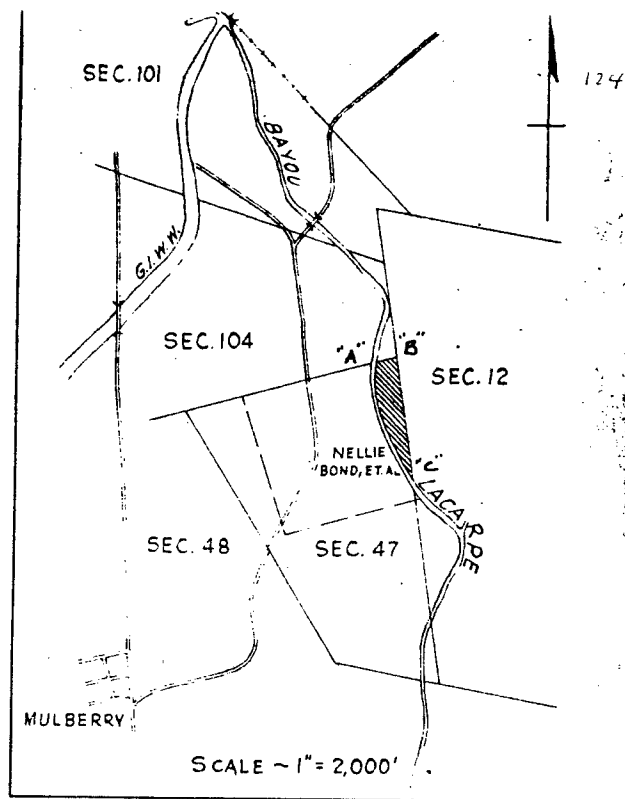 SEC. 101
124
BAYOU
G.I.W.W.
SEC. 104
"A"
"B"
SEC. 12
NELLIE
BOND, ET. AL
"C"
LACARPE
SEC. 48
SEC. 47
MULBERRY
SCALE ~ 1" = 2,000'